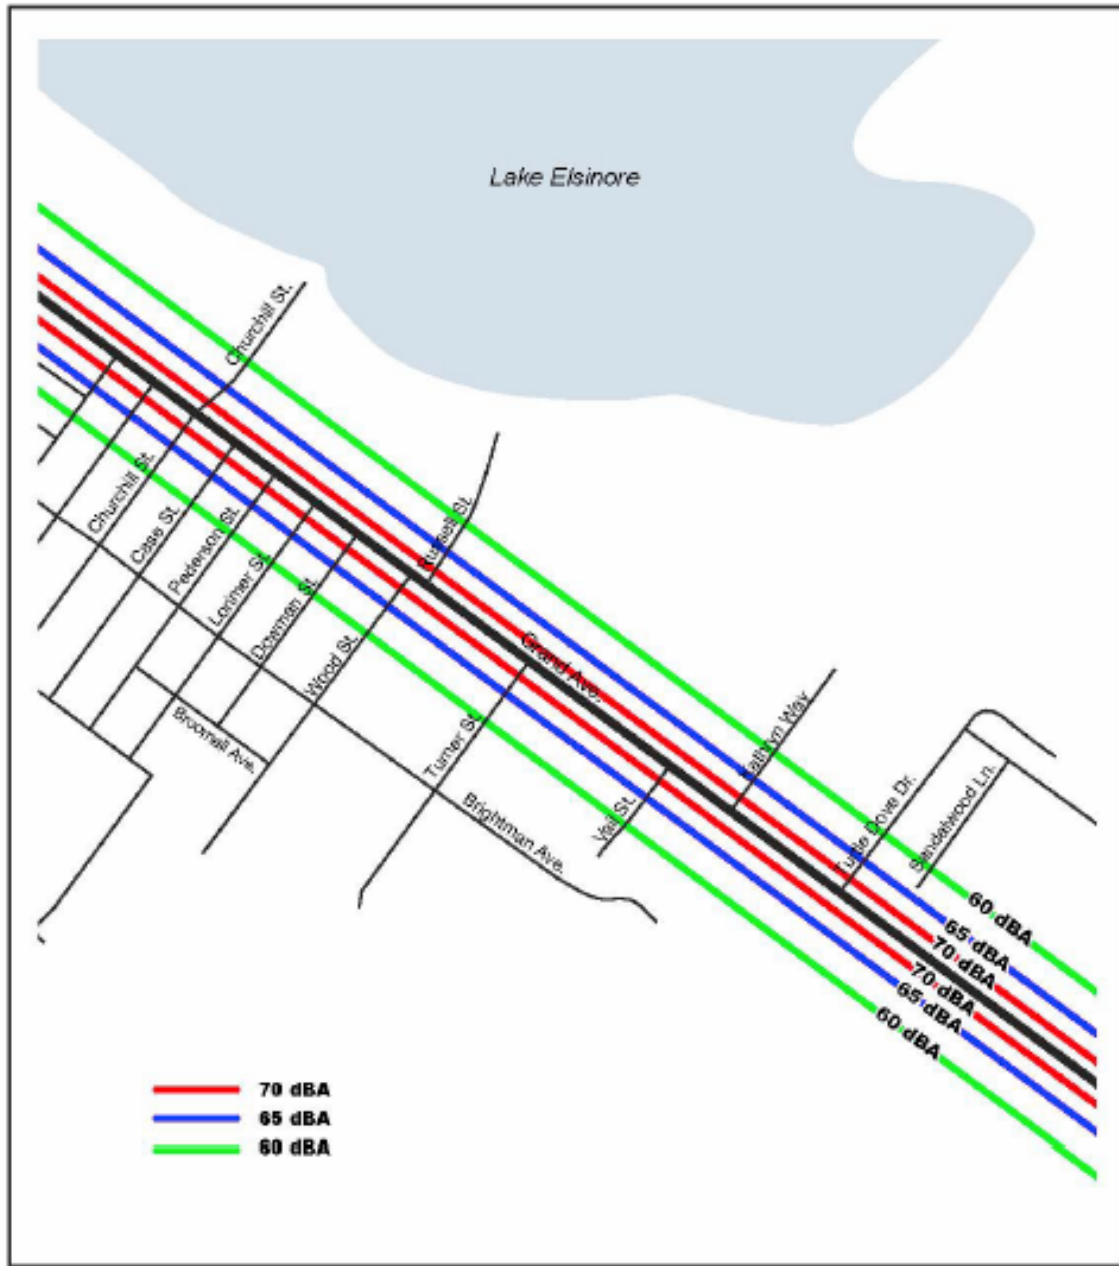 Lake Elsinore
Churchill St.
Churchill St.
Case St.
Pederson St.
Lorimer St.
Dowman St.
Wood St.
Russell St.
Grand Ave.
Broomall Ave.
Turner St.
Brightman Ave.
Vail St.
Kathryn Way
Turtle Dove Dr.
Sandalwood Ln.
60 dBA
65 dBA
70 dBA
70 dBA
65 dBA
60 dBA
70 dBA
65 dBA
60 dBA